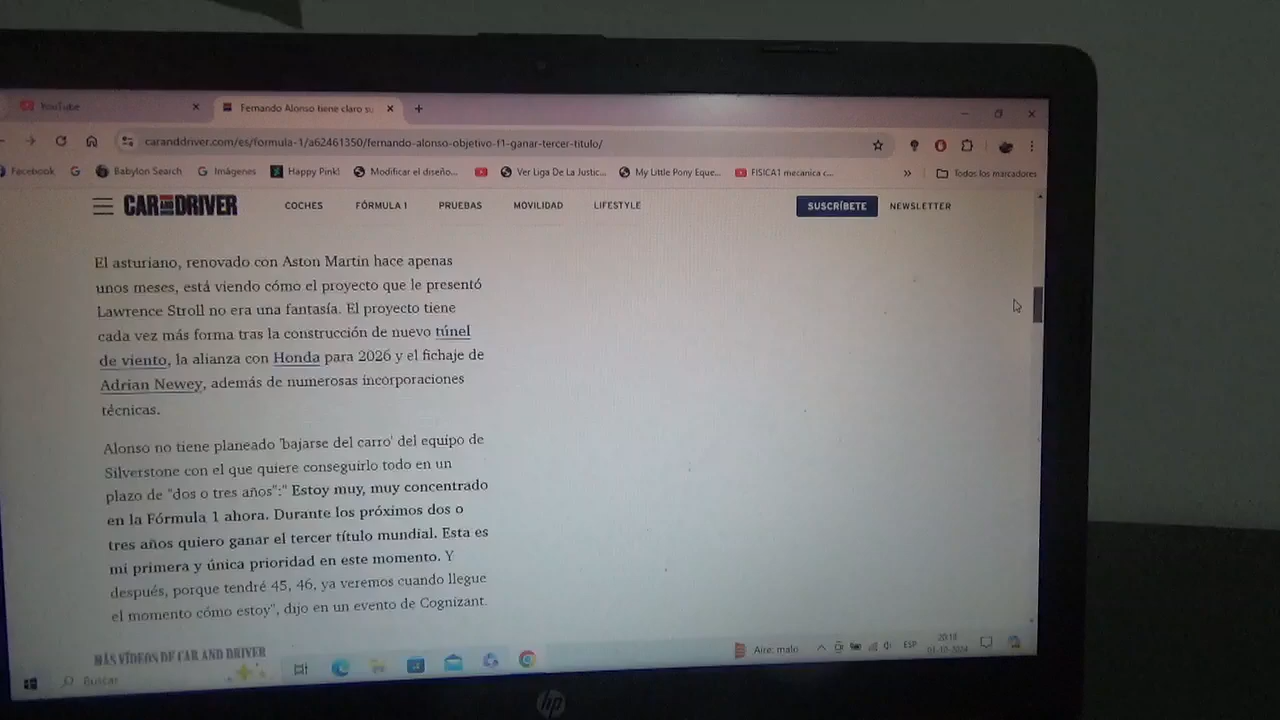 YouTube
Fernando Alonso tiene claro su
caranddriver.com/es/formula-1/a62461350/fernando-alonso-objetivo-f1-ganar-tercer-titulo/
Facebook
Babylon Search
Imágenes
Happy Pink!
Modificar el diseño...
Ver Liga De La Justic...
My Little Pony Eque...
FISICA1 mecanica c...
»
Todos los marcadores
CAR AND DRIVER
COCHES
FÓRMULA 1
PRUEBAS
MOVILIDAD
LIFESTYLE
SUSCRÍBETE
NEWSLETTER
El asturiano, renovado con Aston Martin hace apenas
unos meses, está viendo cómo el proyecto que le presentó
Lawrence Stroll no era una fantasía. El proyecto tiene
cada vez más forma tras la construcción de nuevo túnel
de viento, la alianza con Honda para 2026 y el fichaje de
Adrian Newey, además de numerosas incorporaciones
técnicas.
Alonso no tiene planeado 'bajarse del carro' del equipo de
Silverstone con el que quiere conseguirlo todo en un
plazo de "dos o tres años":" Estoy muy, muy concentrado
en la Fórmula 1 ahora. Durante los próximos dos o
tres años quiero ganar el tercer título mundial. Esta es
mi primera y única prioridad en este momento. Y
después, porque tendré 45, 46, ya veremos cuando llegue
el momento cómo estoy", dijo en un evento de Cognizant.
MÁS VÍDEOS DE CAR AND DRIVER
Buscar
Aire: malo
ESP
20:18
01-10-2024
hp